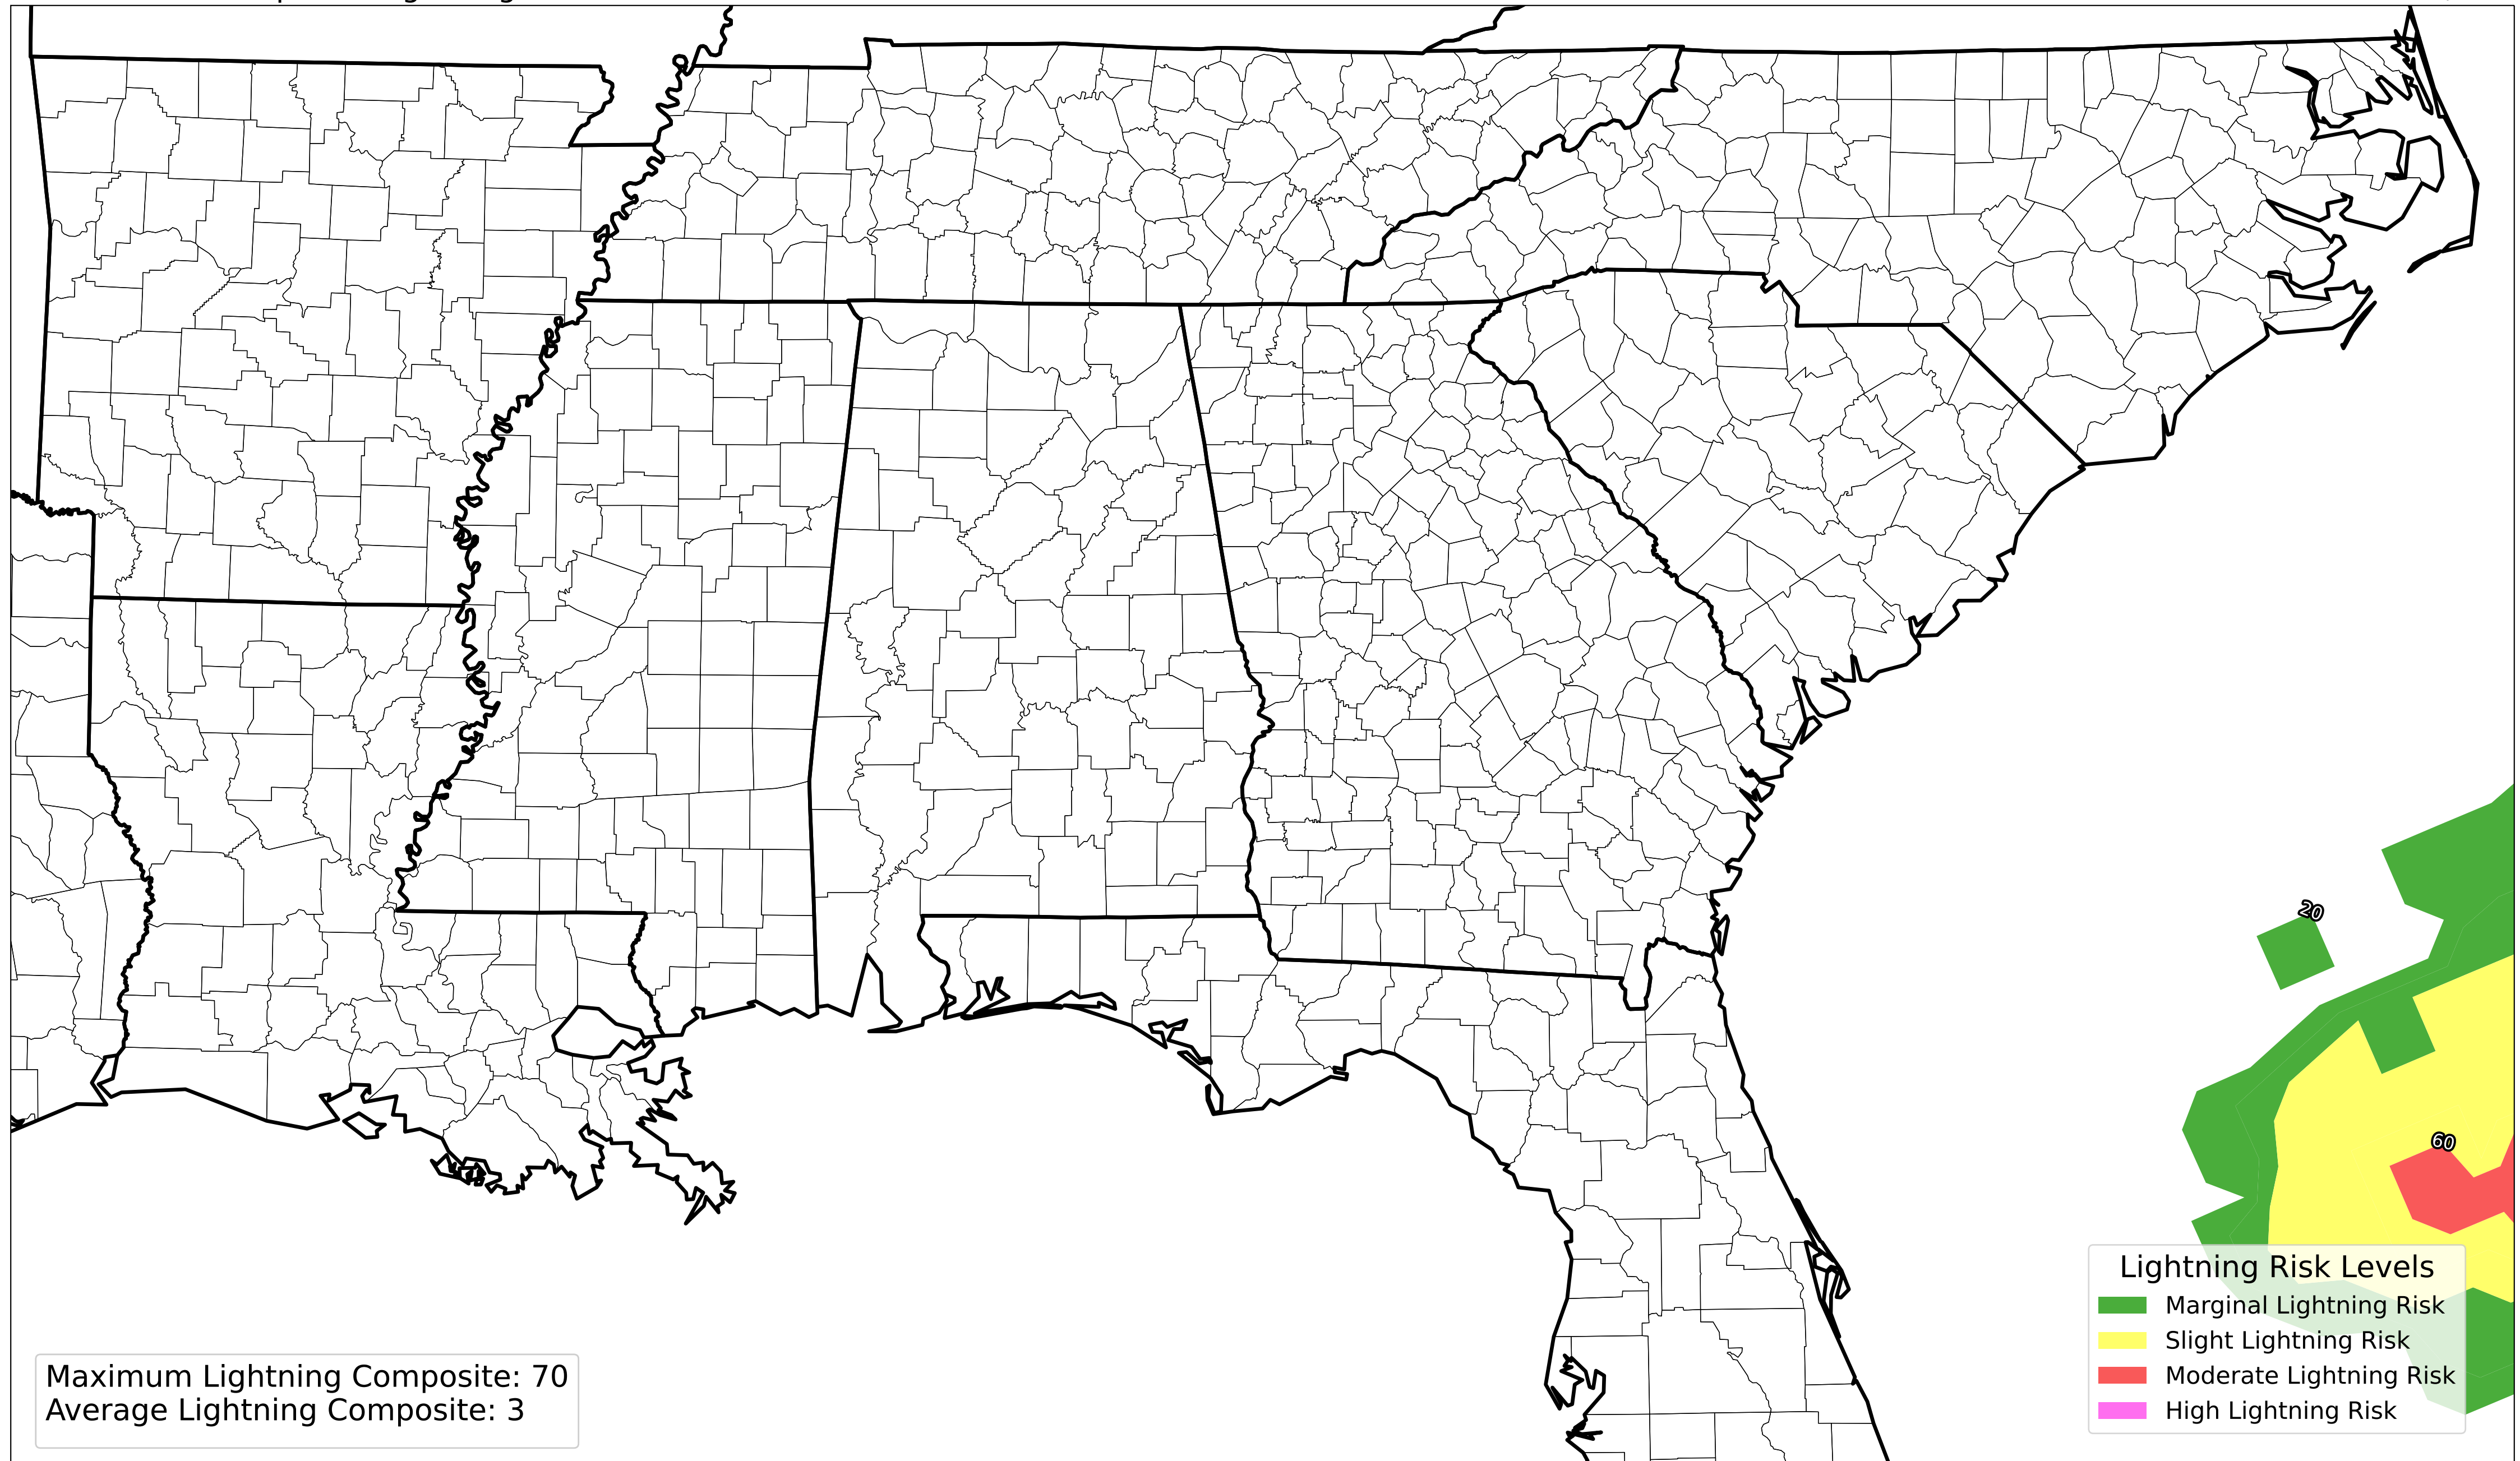 20
60
Lightning Risk Levels
Marginal Lightning Risk
Slight Lightning Risk
Moderate Lightning Risk
High Lightning Risk
Maximum Lightning Composite: 70
Average Lightning Composite: 3